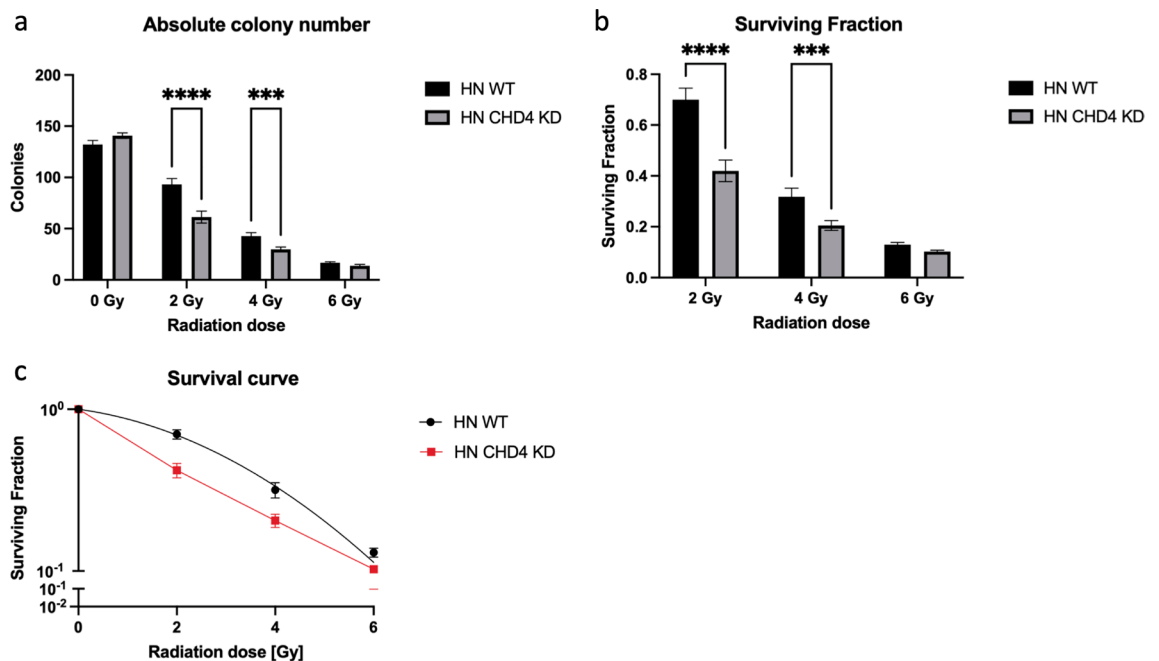 a
Absolute colony number
200
150
100
50
0
Colonies
**** ***
0 Gy 2 Gy 4 Gy 6 Gy
Radiation dose
HN WT
HN CHD4 KD
b
Surviving Fraction
**** ***
0.8
0.6
0.4
0.2
0.0
Surviving Fraction
2 Gy 4 Gy 6 Gy
Radiation dose
HN WT
HN CHD4 KD
c
Survival curve
10⁰
10⁻¹
10⁻¹
10⁻²
Surviving Fraction
0 2 4 6
Radiation dose [Gy]
HN WT
HN CHD4 KD